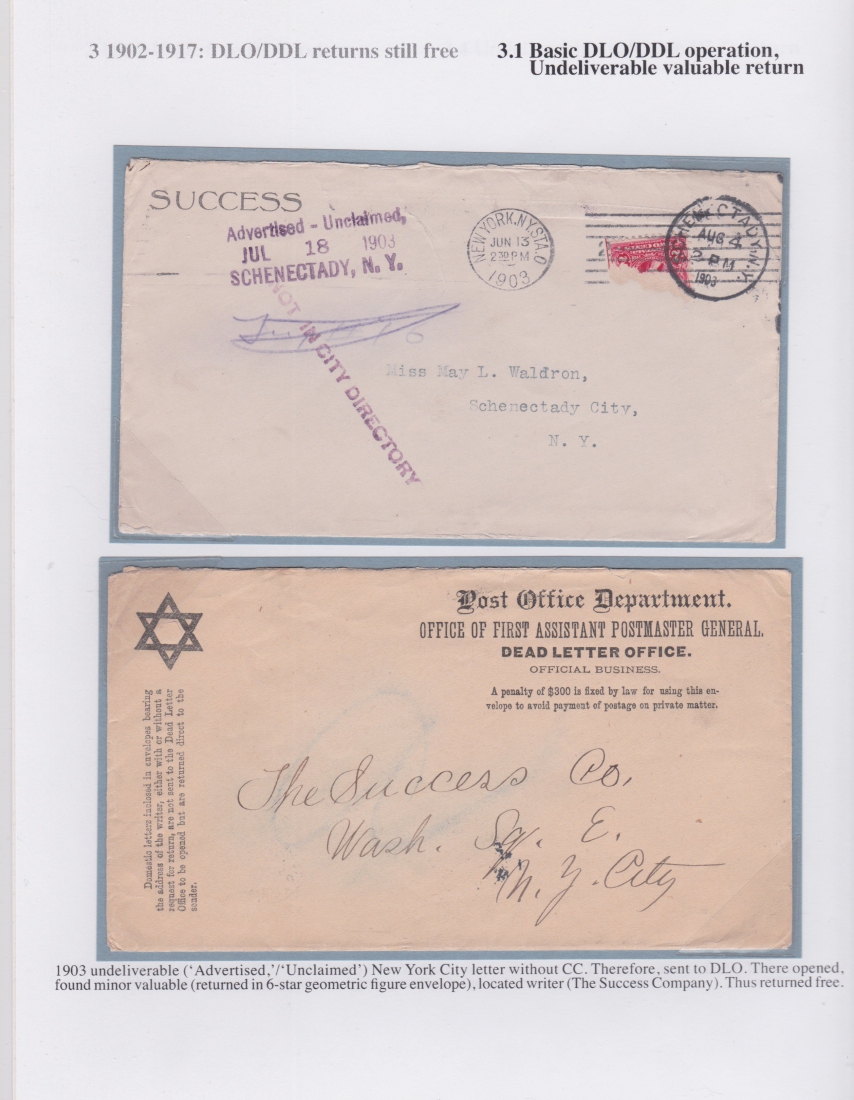 3 1902-1917: DLO/DDL returns still free
3.1 Basic DLO/DDL operation,
Undeliverable valuable return
SUCCESS
Advertised - Unclaimed,
JUL 18 1903
SCHENECTADY, N. Y.
NOT IN CITY DIRECTORY
NEW YORK, N.Y. STA. O
JUN 13
2 30 PM
1903
SCHENECTADY, N.Y.
AUG 4
2 PM
1903
Miss May L. Waldron,
Schenectady City,
N. Y.
Post Office Department.
OFFICE OF FIRST ASSISTANT POSTMASTER GENERAL.
DEAD LETTER OFFICE.
OFFICIAL BUSINESS.
A penalty of $300 is fixed by law for using this en-
velope to avoid payment of postage on private matter.
Domestic letters inclosed in envelopes bearing
the address of the writer, either with or without a
request for return, are not sent to the Dead Letter
Office to be opened but are returned direct to the
sender.
The Success Co.
Wash. Sq. E.
N. Y. City
1903 undeliverable (‘Advertised,’/‘Unclaimed’) New York City letter without CC. Therefore, sent to DLO. There opened,
found minor valuable (returned in 6-star geometric figure envelope), located writer (The Success Company). Thus returned free.